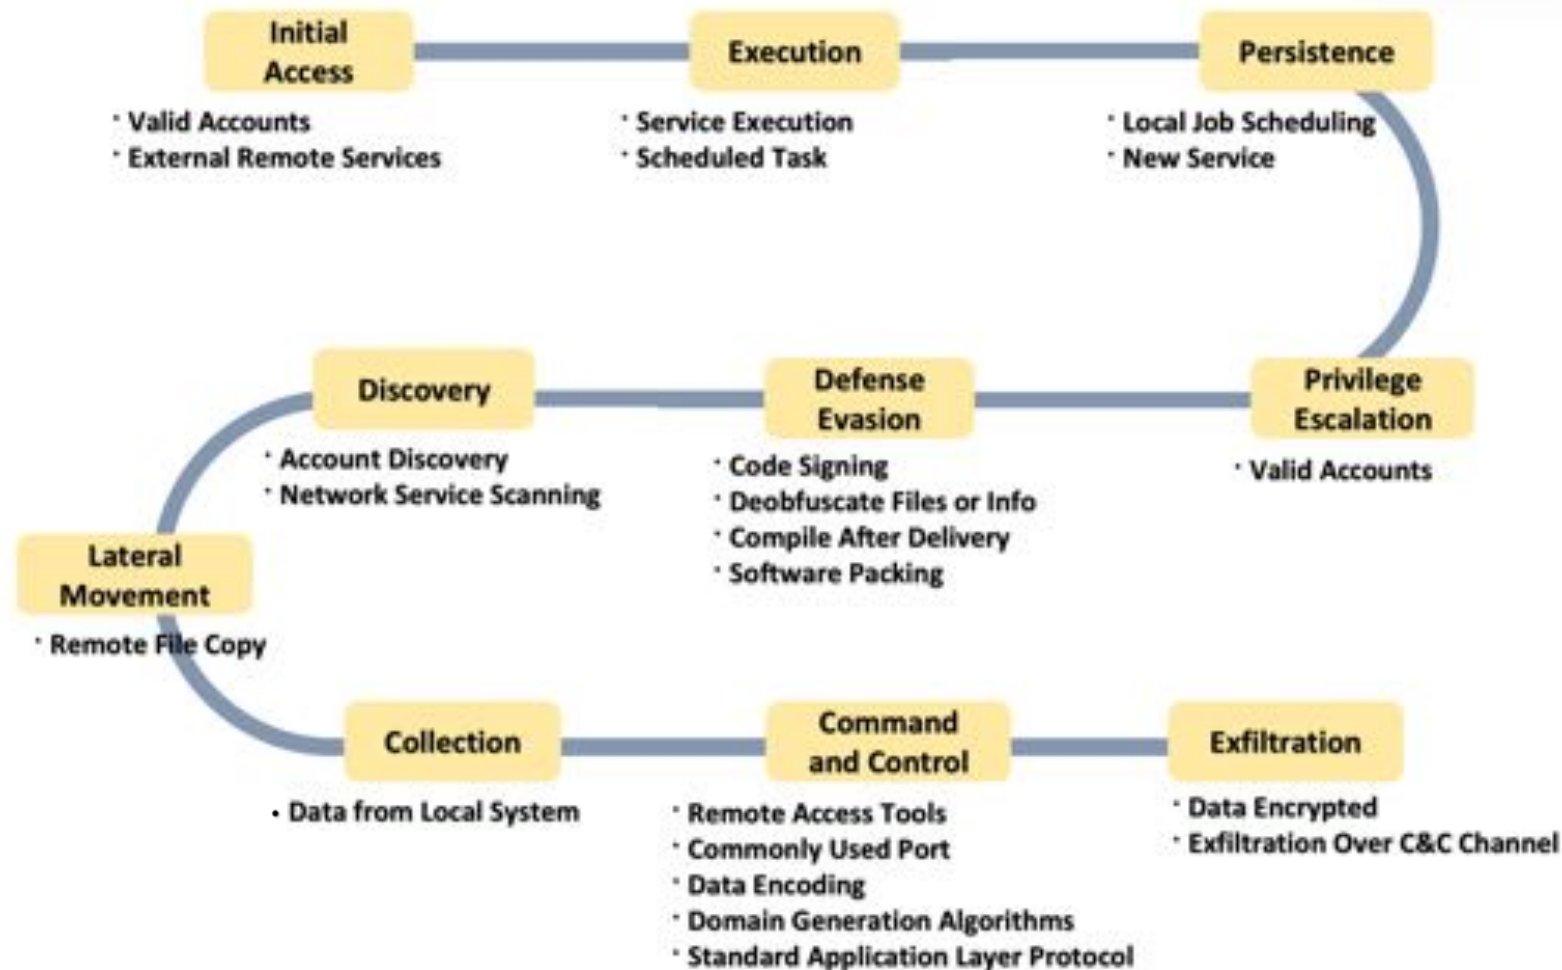 Initial
Access
Execution
Persistence
· Valid Accounts
· External Remote Services
· Service Execution
· Scheduled Task
· Local Job Scheduling
· New Service
Discovery
Defense
Evasion
Privilege
Escalation
· Account Discovery
· Network Service Scanning
· Code Signing
· Deobfuscate Files or Info
· Compile After Delivery
· Software Packing
· Valid Accounts
Lateral
Movement
· Remote File Copy
Collection
Command
and Control
Exfiltration
• Data from Local System
· Remote Access Tools
· Commonly Used Port
· Data Encoding
· Domain Generation Algorithms
· Standard Application Layer Protocol
· Data Encrypted
· Exfiltration Over C&C Channel